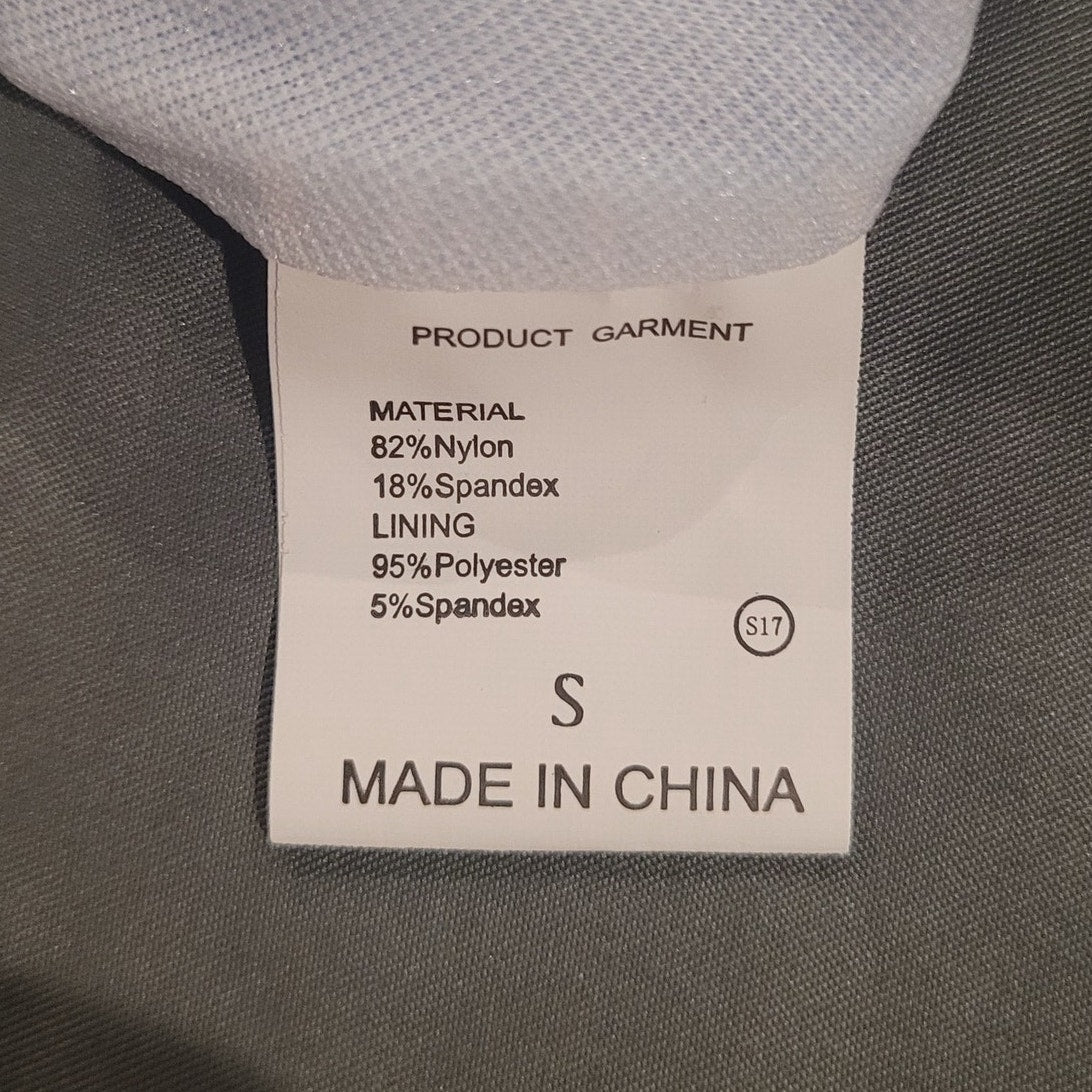 PRODUCT GARMENT
MATERIAL
82%Nylon
18%Spandex
LINING
95%Polyester
5%Spandex
S17
S
MADE IN CHINA